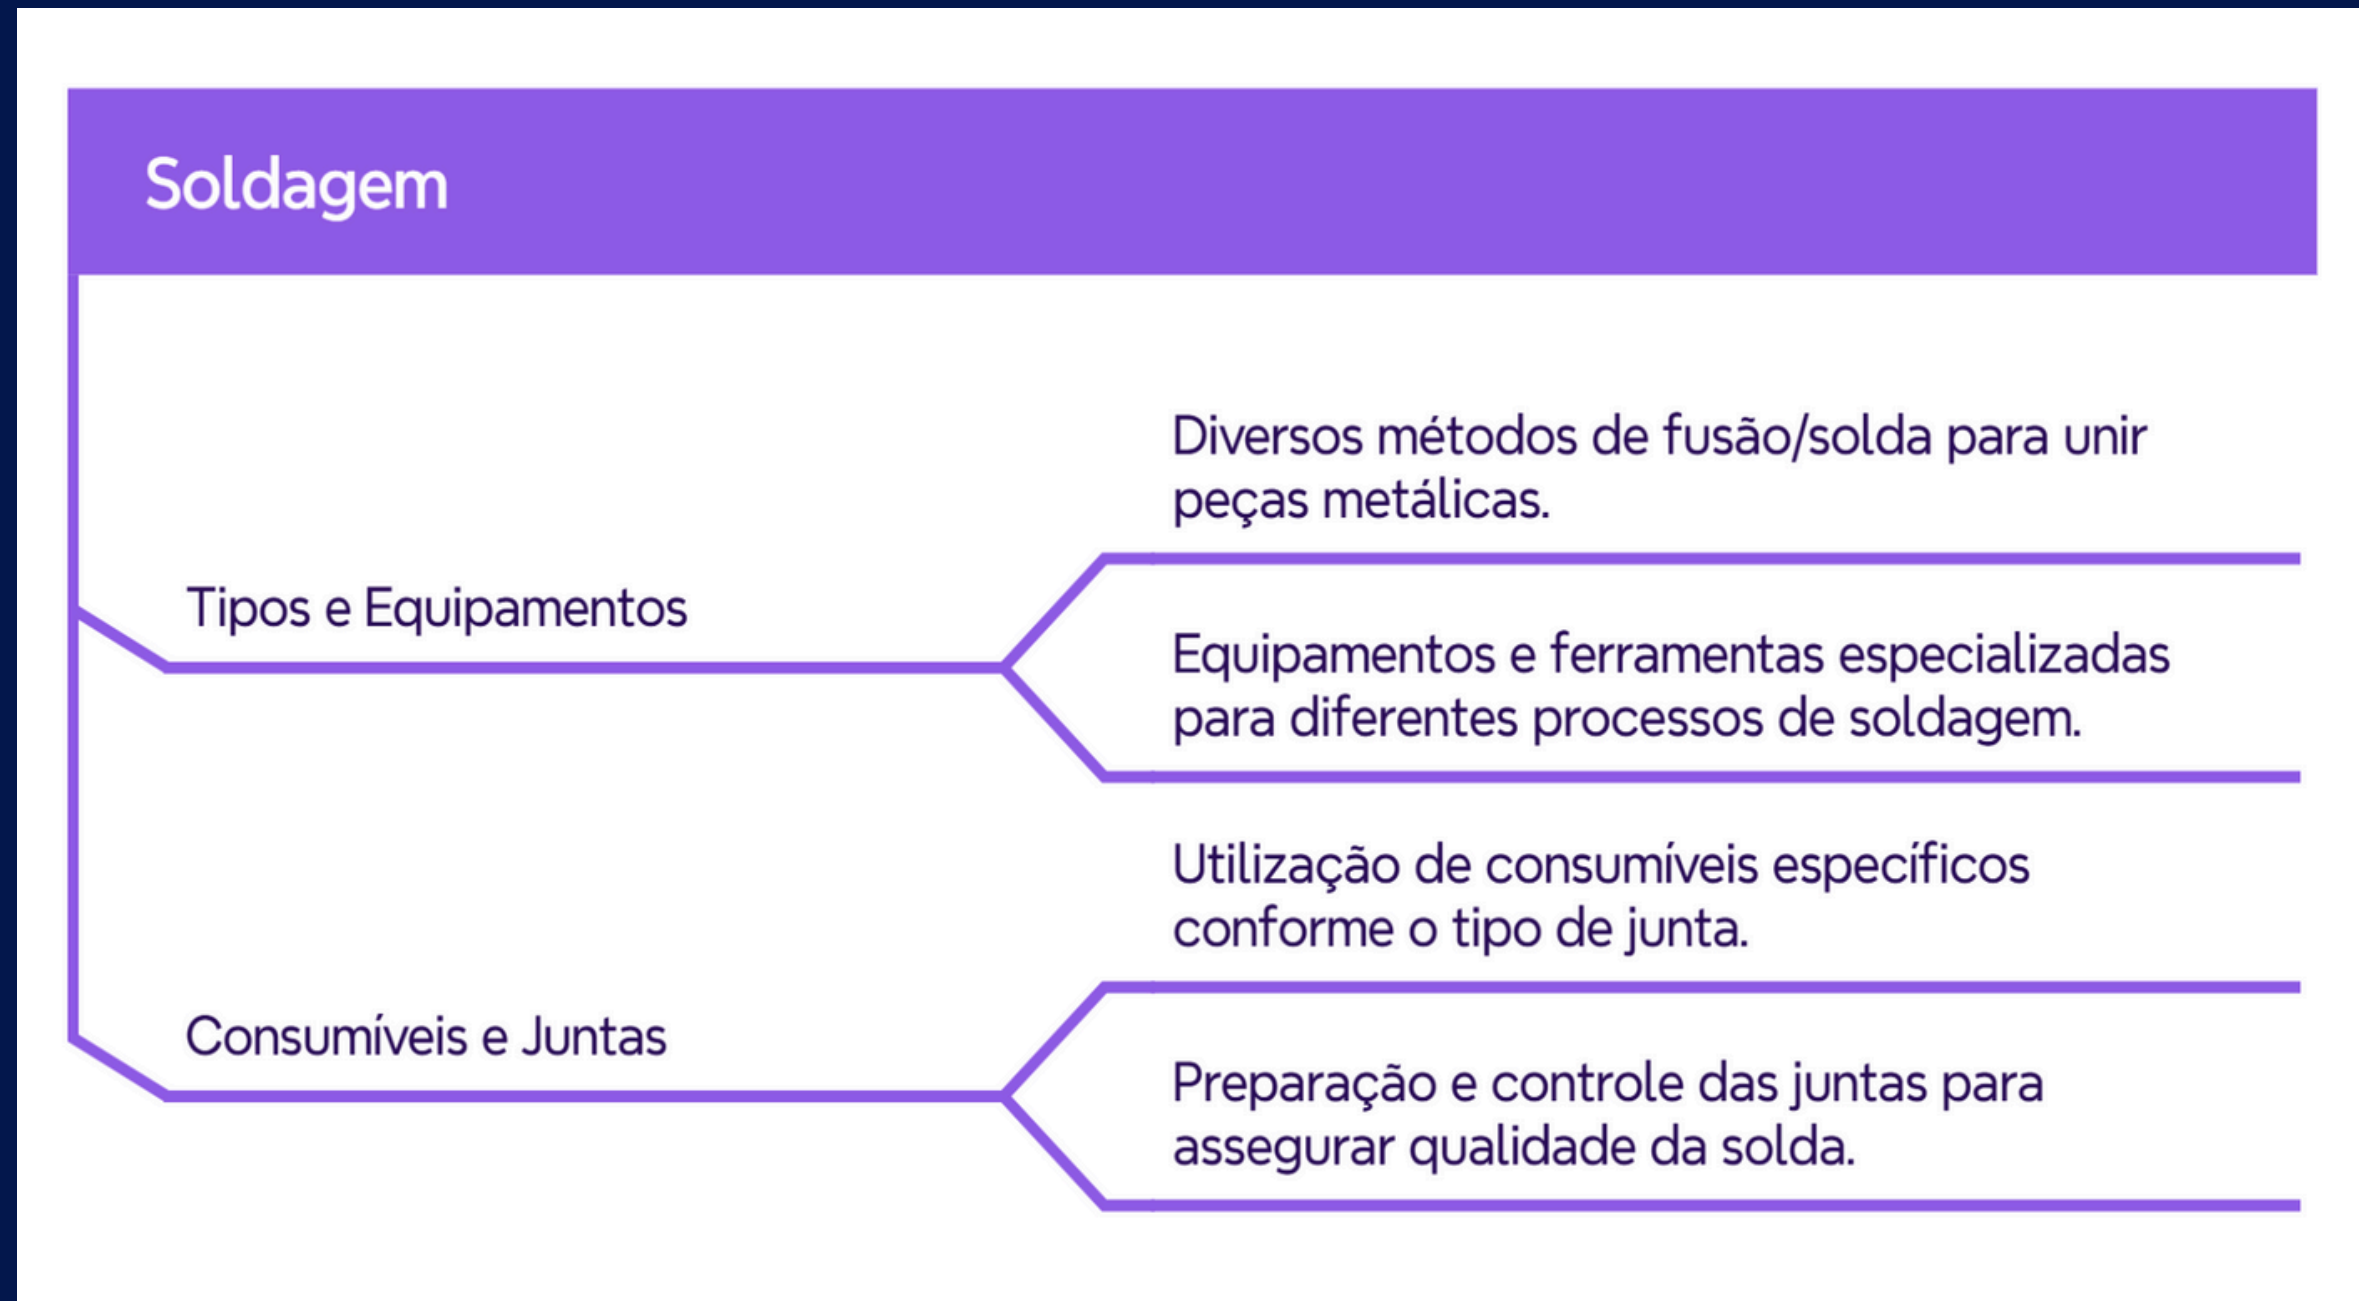 Soldagem
Tipos e Equipamentos
Diversos métodos de fusão/solda para unir
peças metálicas.
Equipamentos e ferramentas especializadas
para diferentes processos de soldagem.
Consumíveis e Juntas
Utilização de consumíveis específicos
conforme o tipo de junta.
Preparação e controle das juntas para
assegurar qualidade da solda.